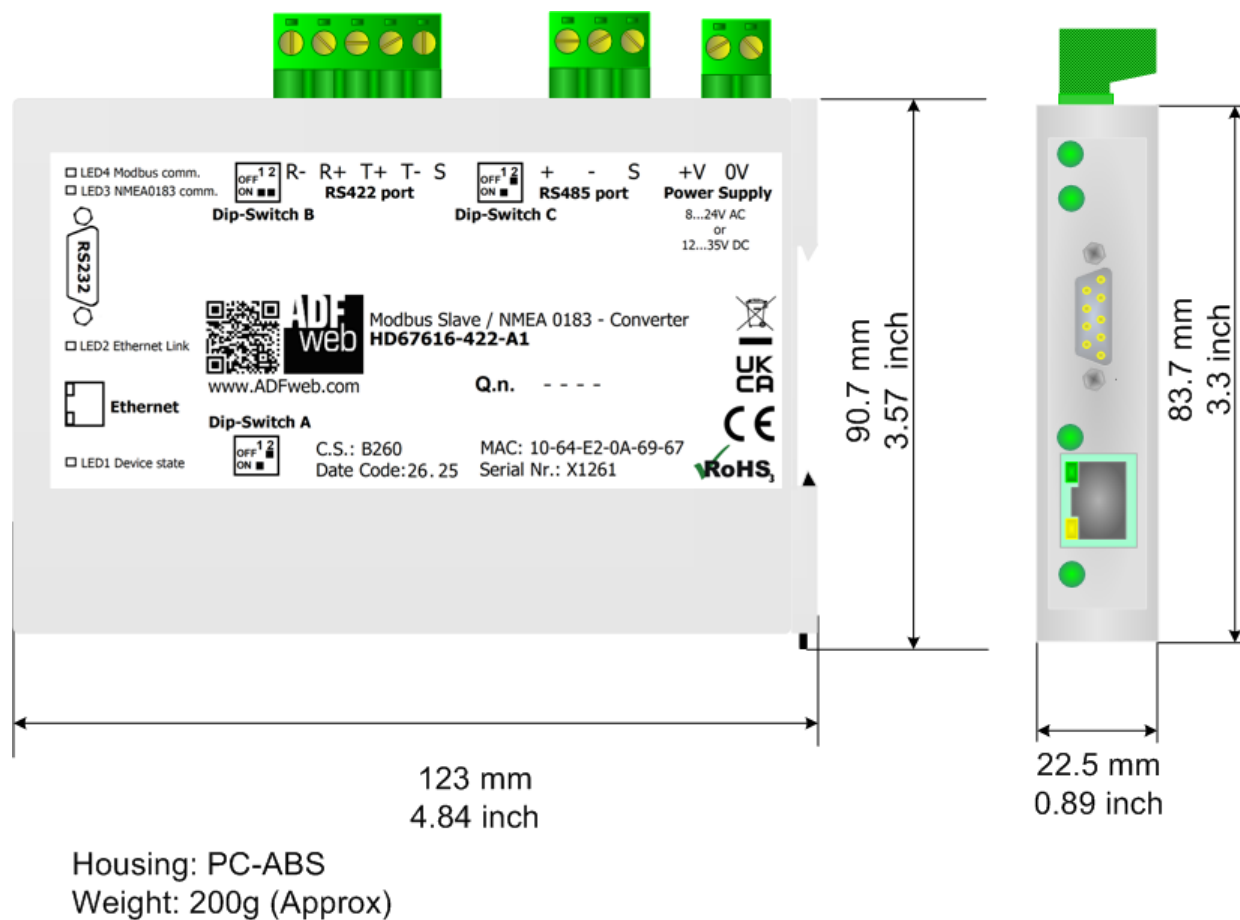 LED4 Modbus comm.
LED3 NMEA0183 comm.
OFF 1 2
ON
R- R+ T+ T- S
RS422 port
Dip-Switch B
OFF 1 2
ON
+ - S
RS485 port
Dip-Switch C
+V 0V
Power Supply
8...24V AC
or
12...35V DC
RS232
ADF
web
www.ADFweb.com
Modbus Slave / NMEA 0183 - Converter
HD67616-422-A1
Q.n. - - - -
LED2 Ethernet Link
Ethernet
LED1 Device state
Dip-Switch A
OFF 1 2
ON
C.S.: B260
Date Code:26.25
MAC: 10-64-E2-0A-69-67
Serial Nr.: X1261
UK
CA
CE
RoHS3
90.7 mm
3.57 inch
83.7 mm
3.3 inch
123 mm
4.84 inch
22.5 mm
0.89 inch
Housing: PC-ABS
Weight: 200g (Approx)